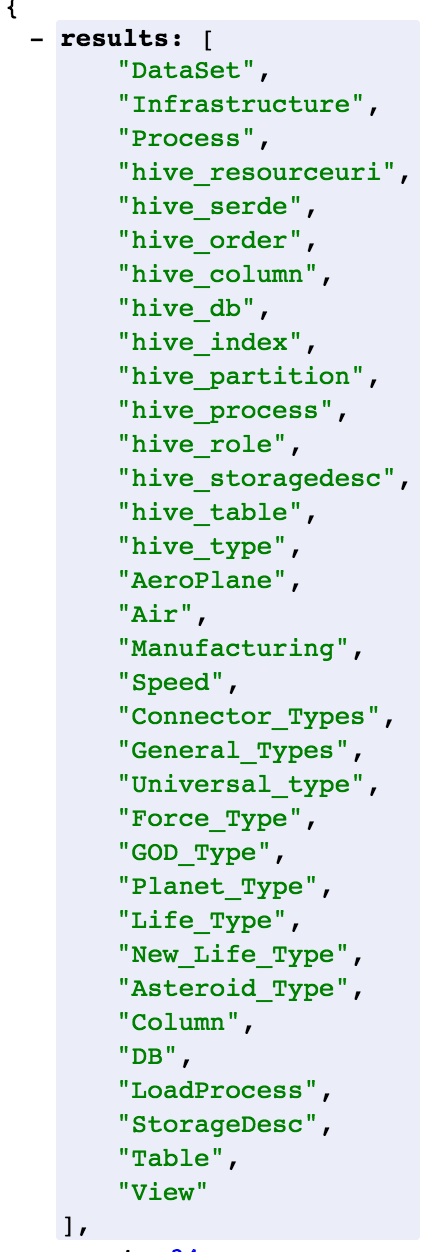 {
- results: [
"DataSet",
"Infrastructure",
"Process",
"hive_resourceuri",
"hive_serde",
"hive_order",
"hive_column",
"hive_db",
"hive_index",
"hive_partition",
"hive_process",
"hive_role",
"hive_storagedesc",
"hive_table",
"hive_type",
"AeroPlane",
"Air",
"Manufacturing",
"Speed",
"Connector_Types",
"General_Types",
"Universal_type",
"Force_Type",
"GOD_Type",
"Planet_Type",
"Life_Type",
"New_Life_Type",
"Asteroid_Type",
"Column",
"DB",
"LoadProcess",
"StorageDesc",
"Table",
"View"
],